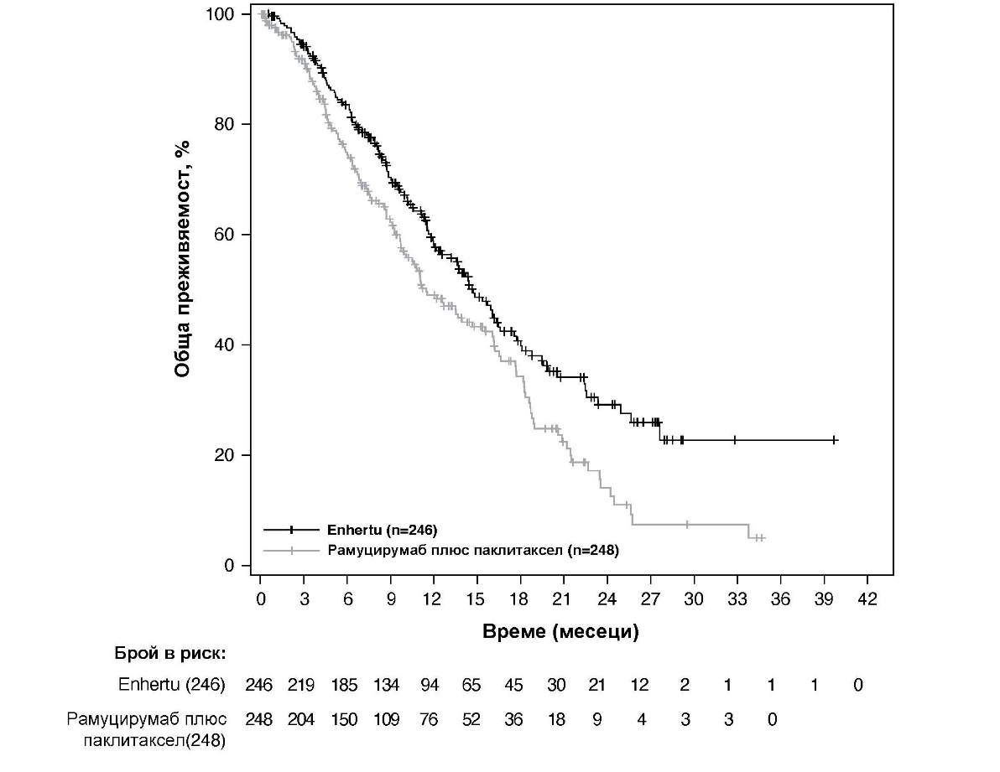 100
80
60
40
20
0
Обща преживяемост, %
Enhertu (n=246)
Рамуцирумаб плюс паклитаксел (n=248)
0 3 6 9 12 15 18 21 24 27 30 33 36 39 42
Време (месеци)
Брой в риск:
Enhertu (246) 246 219 185 134 94 65 45 30 21 12 2 1 1 1 0
Рамуцирумаб плюс 248 204 150 109 76 52 36 18 9 4 3 3 0
паклитаксел(248)